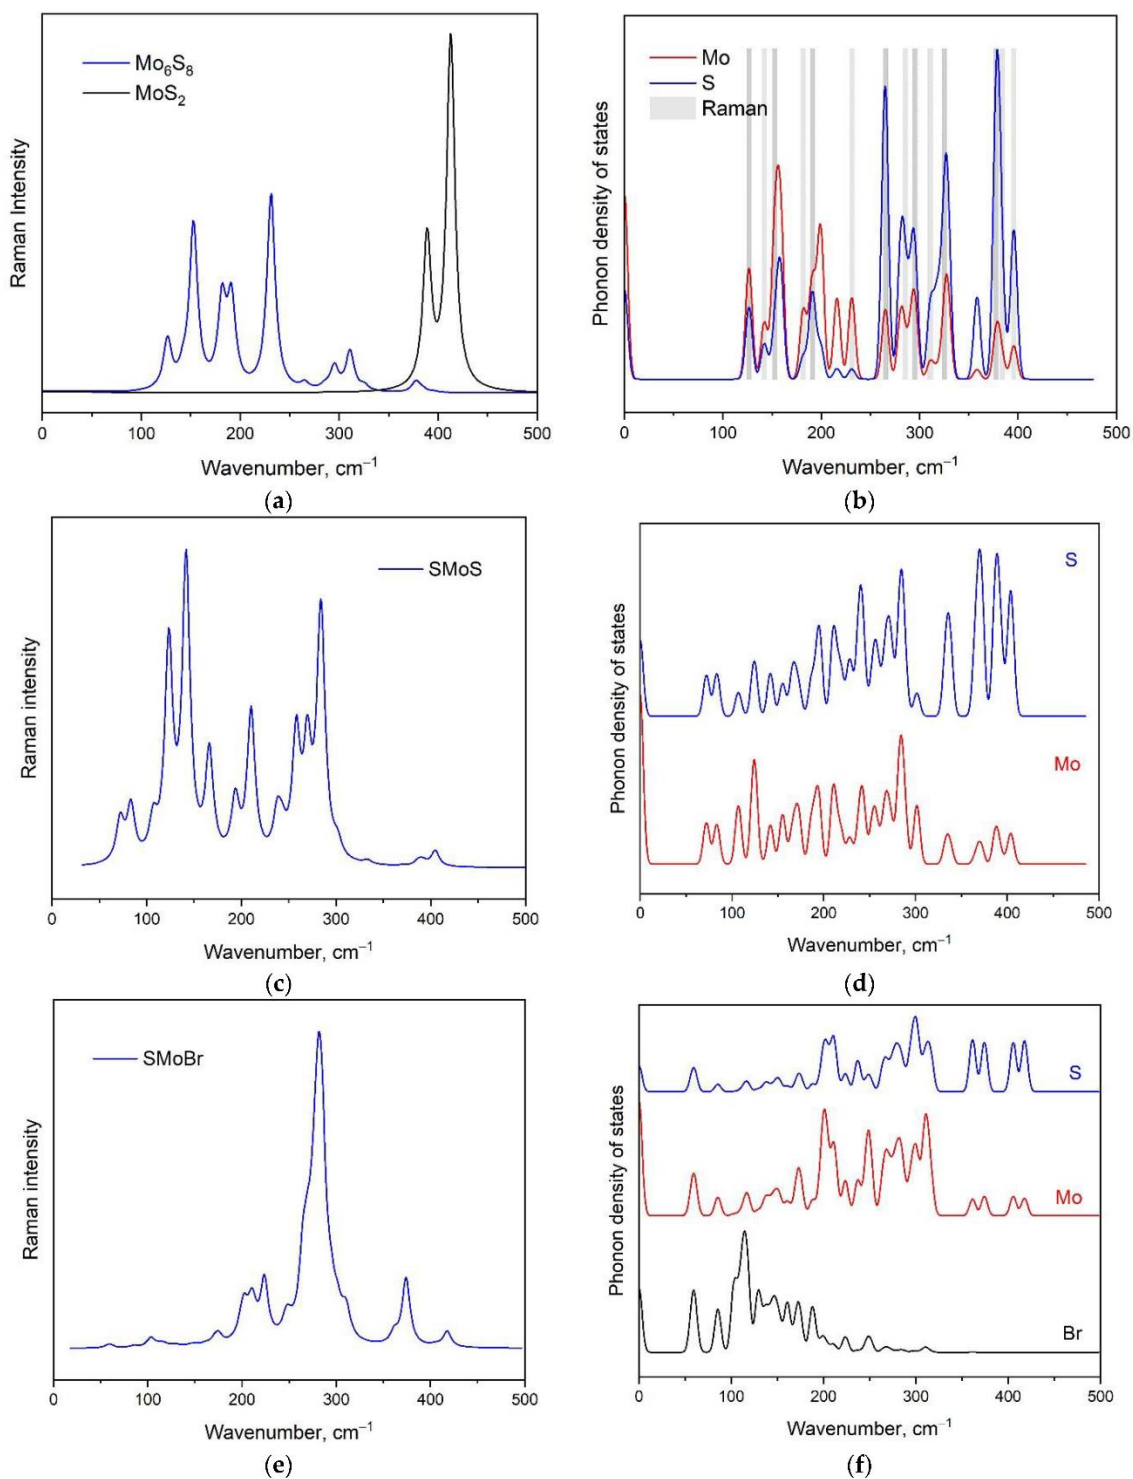 Mo₆S₈
MoS₂
Raman Intensity
0 100 200 300 400 500
Wavenumber, cm⁻¹
(a)
Mo
S
Raman
Phonon density of states
0 100 200 300 400 500
Wavenumber, cm⁻¹
(b)
SMoS
Raman intensity
0 100 200 300 400 500
Wavenumber, cm⁻¹
(c)
S
Mo
Phonon density of states
0 100 200 300 400 500
Wavenumber, cm⁻¹
(d)
SMoBr
Raman intensity
0 100 200 300 400 500
Wavenumber, cm⁻¹
(e)
S
Mo
Br
Phonon density of states
0 100 200 300 400 500
Wavenumber, cm⁻¹
(f)